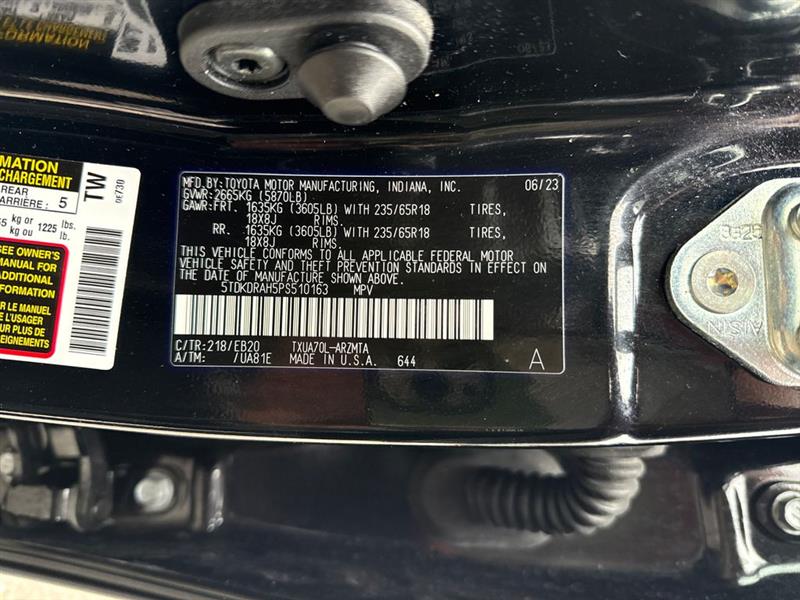 MATION
CHARGEMENT
REAR
ARRIÈRE 5
kg or 1225 lbs.
kg ou lb.
SEE OWNER'S
MANUAL FOR
ADDITIONAL
INFORMATION
LE MANUEL
L'USAGER
PLUS DE
TW
0E730
MFD.BY:TOYOTA MOTOR MANUFACTURING, INDIANA, INC. 06/23
GVWR:2665KG (5870LB)
GAWR:FRT. 1635KG (3605LB) WITH 235/65R18 TIRES,
18X8J RIMS.
RR. 1635KG (3605LB) WITH 235/65R18 TIRES,
18X8J RIMS.
THIS VEHICLE CONFORMS TO ALL APPLICABLE FEDERAL MOTOR
VEHICLE SAFETY AND THEFT PREVENTION STANDARDS IN EFFECT ON
THE DATE OF MANUFACTURE SHOWN ABOVE.
5TDKDRAH5PS510163 MPV
C/TR:218/EB20 TXUA70L-ARZMTA
A/TM: /UA81E MADE IN U.S.A. 644 A
3625
AISIN